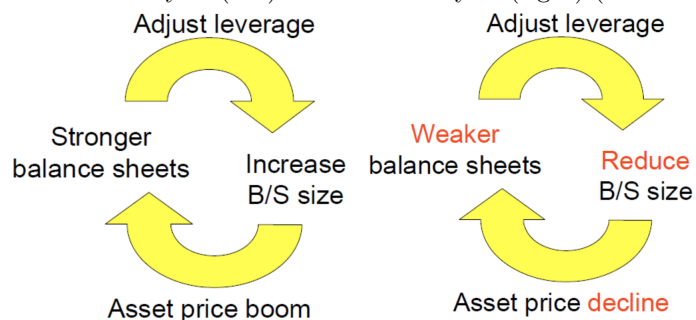 Adjust leverage
Stronger
balance sheets
Increase
B/S size
Asset price boom
Adjust leverage
Weaker
balance sheets
Reduce
B/S size
Asset price decline